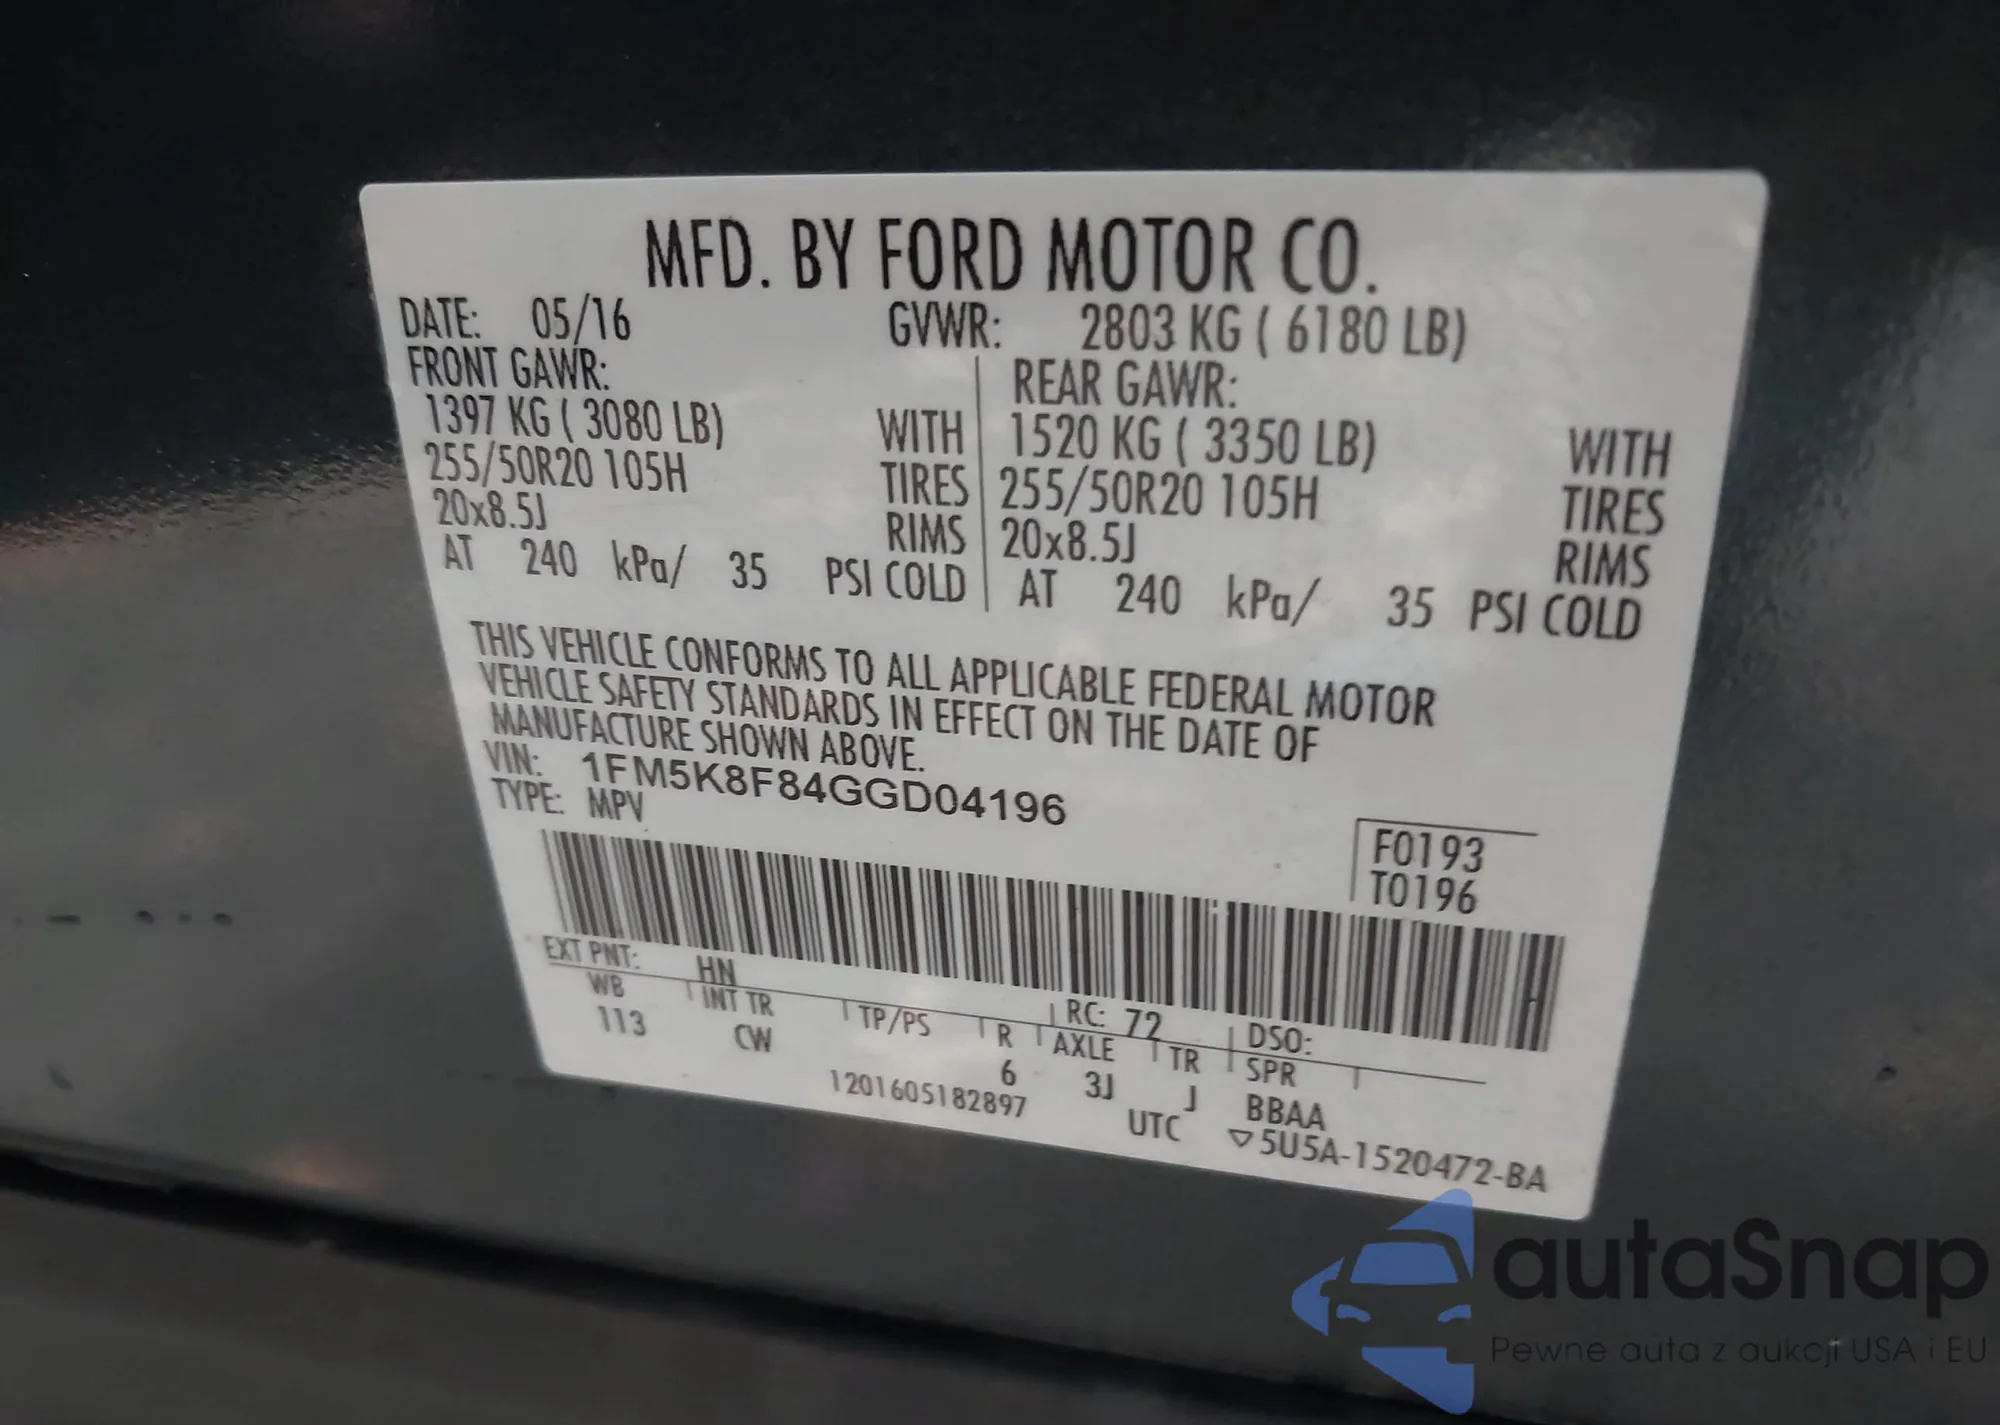 MFD. BY FORD MOTOR CO.
DATE: 05/16 GVWR: 2803 KG ( 6180 LB)
FRONT GAWR: REAR GAWR:
1397 KG ( 3080 LB) WITH 1520 KG ( 3350 LB) WITH
255/50R20 105H TIRES 255/50R20 105H TIRES
20x8.5J RIMS 20x8.5J RIMS
AT 240 kPa/ 35 PSI COLD AT 240 kPa/ 35 PSI COLD
THIS VEHICLE CONFORMS TO ALL APPLICABLE FEDERAL MOTOR
VEHICLE SAFETY STANDARDS IN EFFECT ON THE DATE OF
MANUFACTURE SHOWN ABOVE.
VIN: 1FM5K8F84GGD04196
TYPE: MPV
F0193
T0196
EXT PNT: HN RC: 72 DSO:
WB INT TR TP/PS R AXLE TR SPR
113 CW 6 3J J BBAA
1201605182897 UTC ▽5U5A-1520472-BA
autaSnap
Pewne auta z aukcji USA i EU